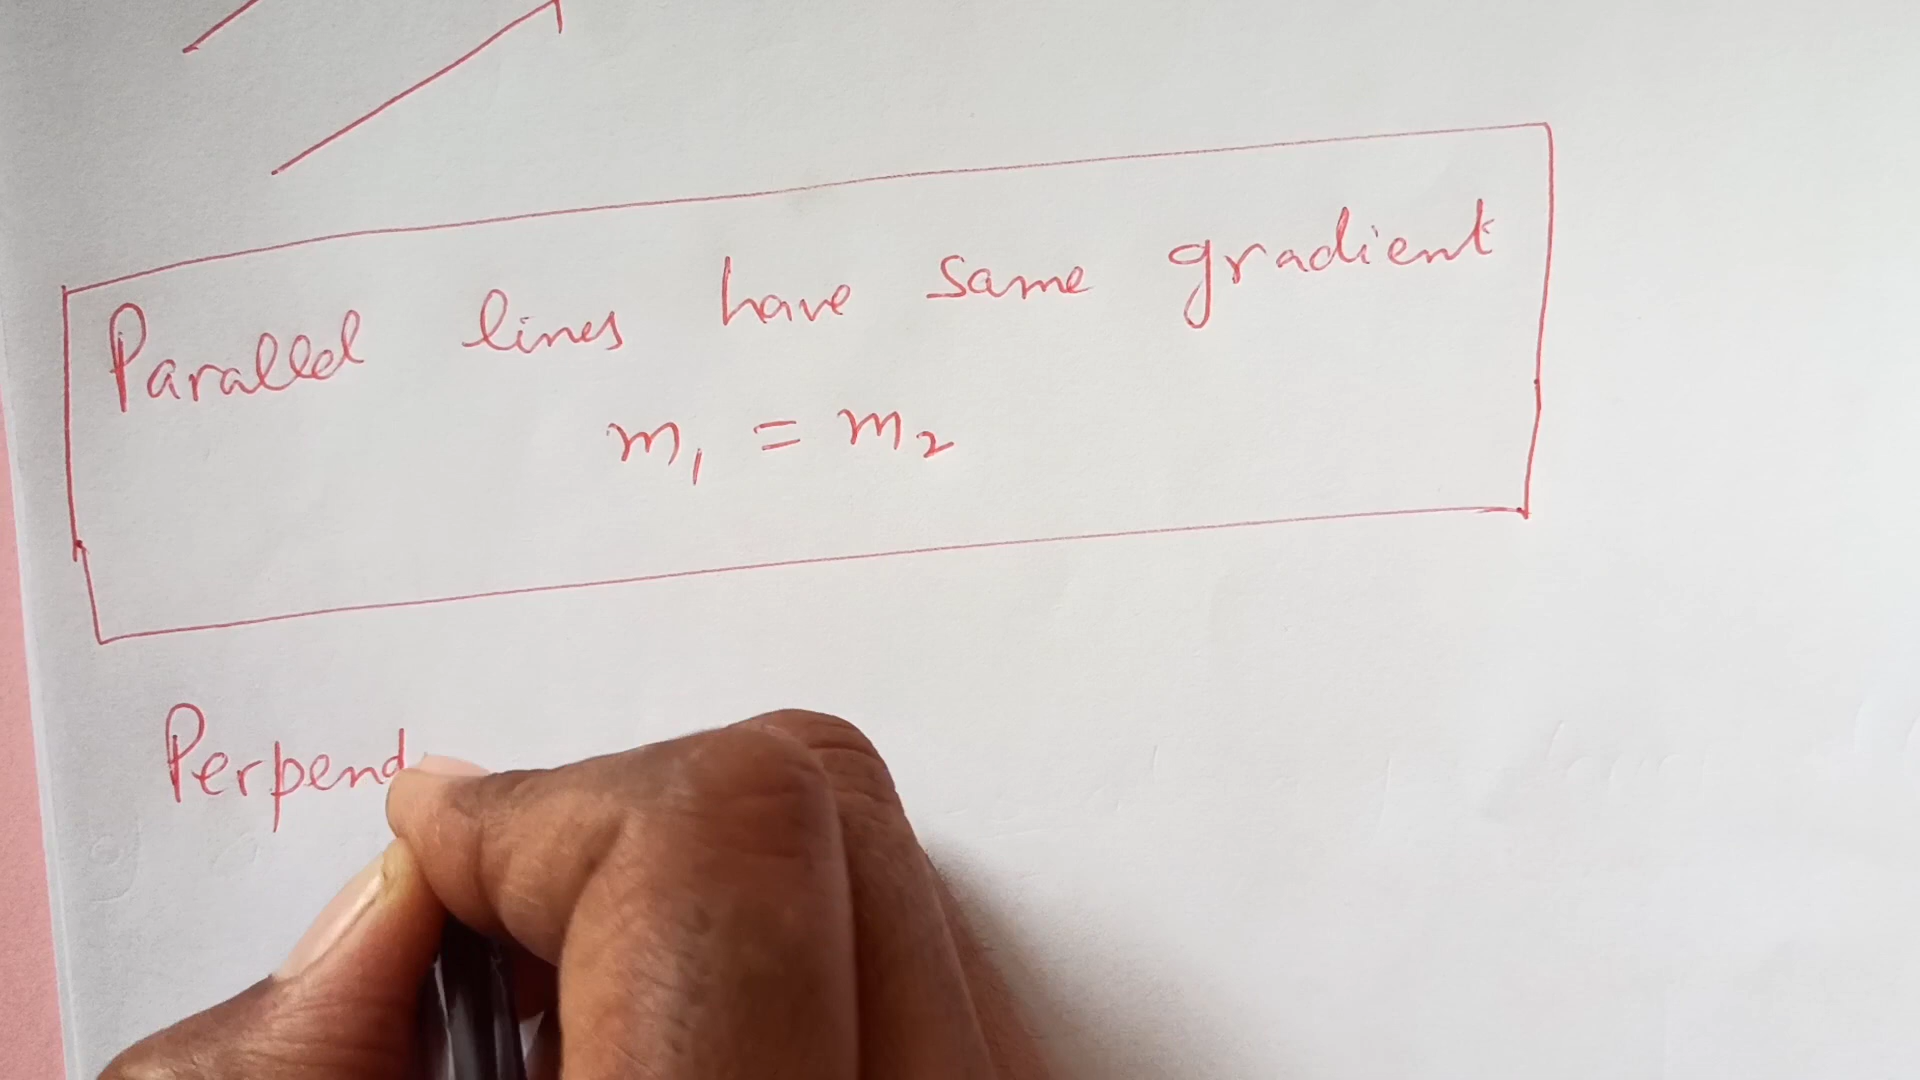 Parallel lines have same gradient
m₁ = m₂
Perpend